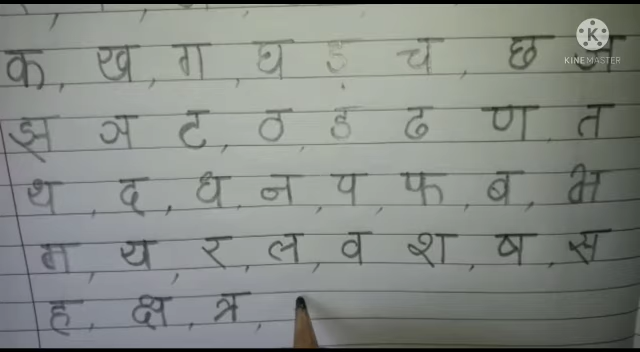 क, ख, ग, घ ङ च, छ ज
झ ञ ट, ठ, ड ढ ण त
थ, द, ध, न, प, फ, ब, भ
म, य, र, ल, व श, ष, स
ह, क्ष, त्र,
KINEMASTER